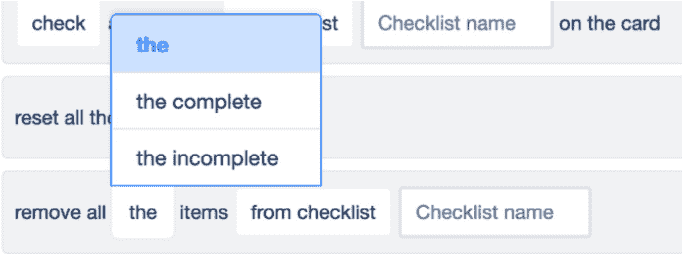 check st Checklist name on the card
the
the complete
reset all the
the incomplete
remove all the items from checklist Checklist name